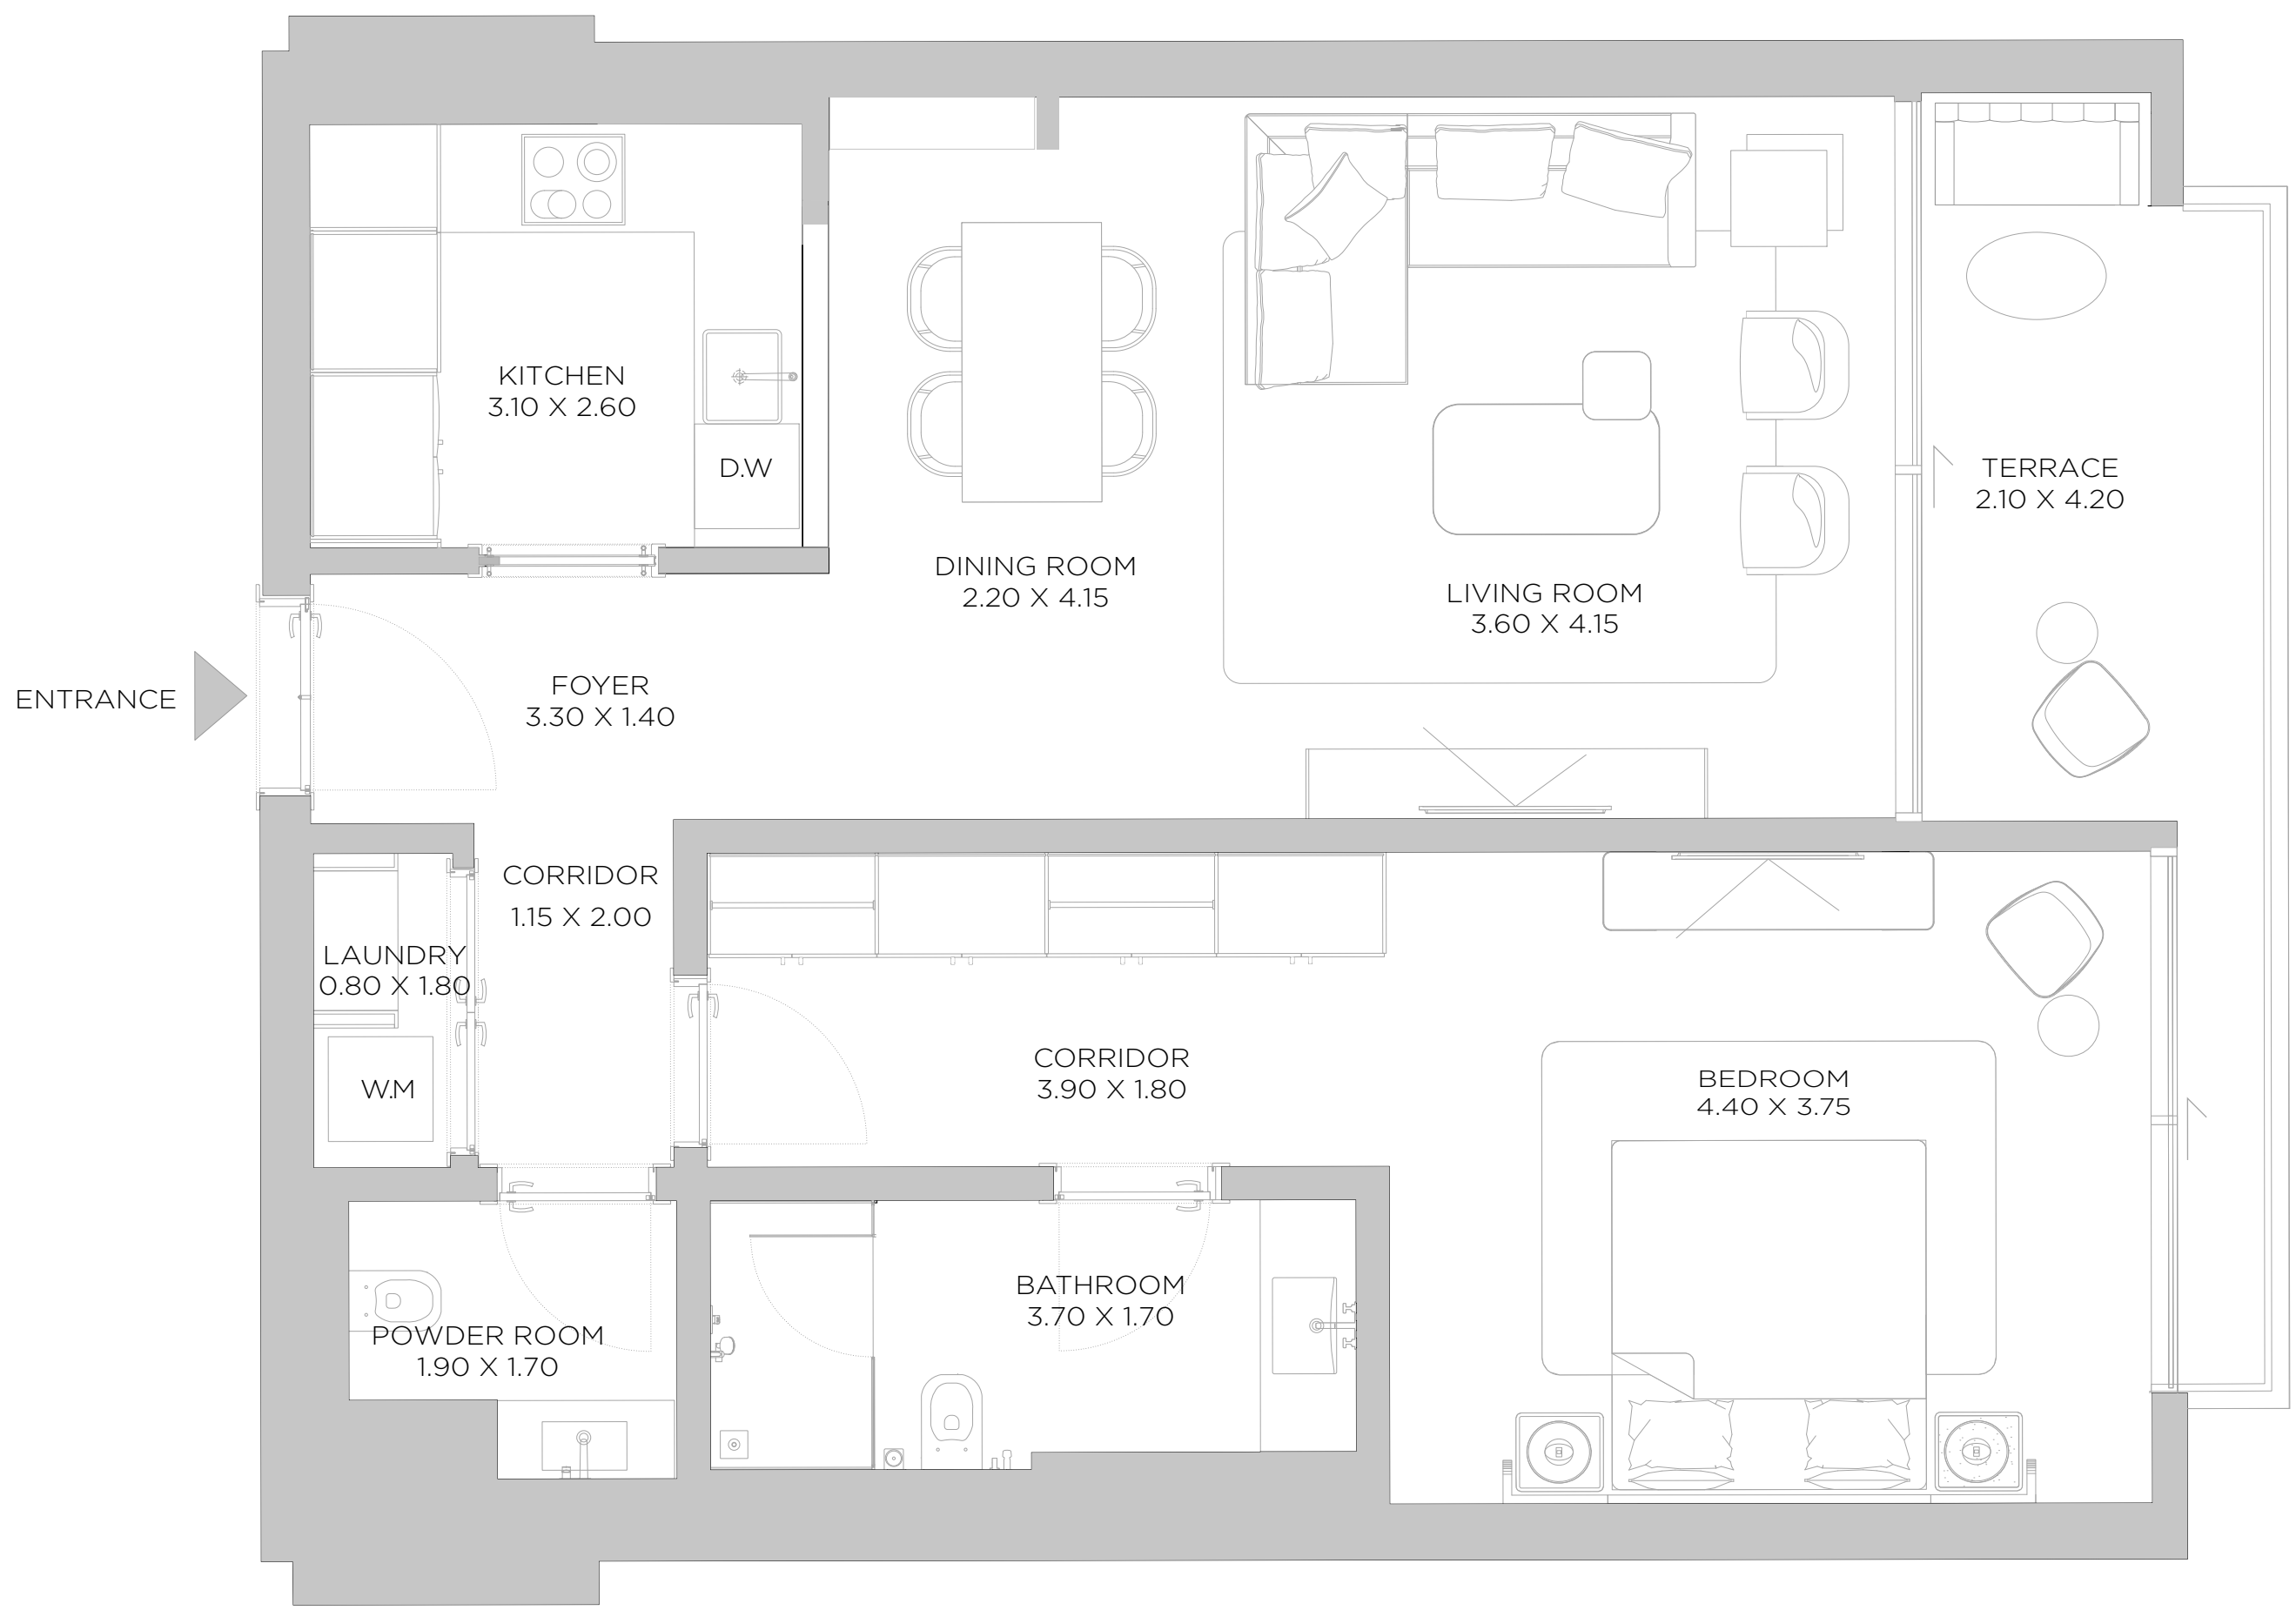 KITCHEN
3.10 X 2.60
D.W
DINING ROOM
2.20 X 4.15
LIVING ROOM
3.60 X 4.15
TERRACE
2.10 X 4.20
ENTRANCE
FOYER
3.30 X 1.40
CORRIDOR
1.15 X 2.00
LAUNDRY
0.80 X 1.80
W.M
CORRIDOR
3.90 X 1.80
BEDROOM
4.40 X 3.75
POWDER ROOM
1.90 X 1.70
BATHROOM
3.70 X 1.70